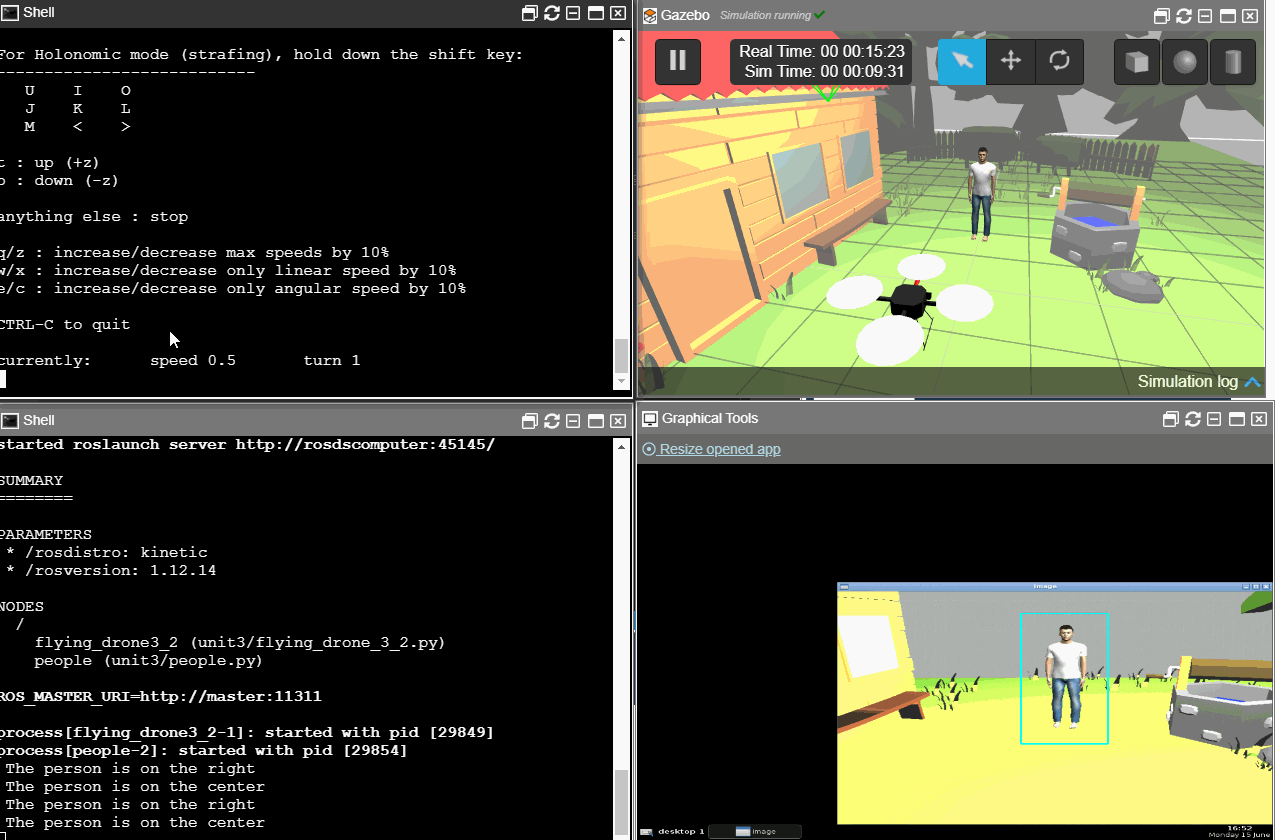 Shell
For Holonomic mode (strafing), hold down the shift key:
---------------------------
U I O
J K L
M < >
t : up (+z)
b : down (-z)
anything else : stop
q/z : increase/decrease max speeds by 10%
w/x : increase/decrease only linear speed by 10%
e/c : increase/decrease only angular speed by 10%
CTRL-C to quit
currently: speed 0.5 turn 1
Gazebo Simulation running
Real Time: 00 00:15:23
Sim Time: 00 00:09:31
Simulation log
Shell
started roslaunch server http://rosdscomputer:45145/
SUMMARY
========
PARAMETERS
* /rosdistro: kinetic
* /rosversion: 1.12.14
NODES
/
flying_drone3_2 (unit3/flying_drone_3_2.py)
people (unit3/people.py)
ROS_MASTER_URI=http://master:11311
process[flying_drone3_2-1]: started with pid [29849]
process[people-2]: started with pid [29854]
The person is on the right
The person is on the center
The person is on the right
The person is on the center
Graphical Tools
Resize opened app
image
desktop 1
image
16:52
Monday 15 June